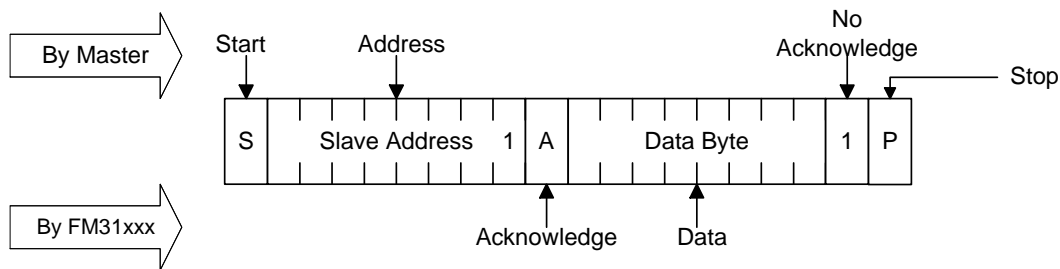 By Master
Start
Address
No
Acknowledge
Stop
S
Slave Address
1
A
Data Byte
1
P
By FM31xxx
Acknowledge
Data